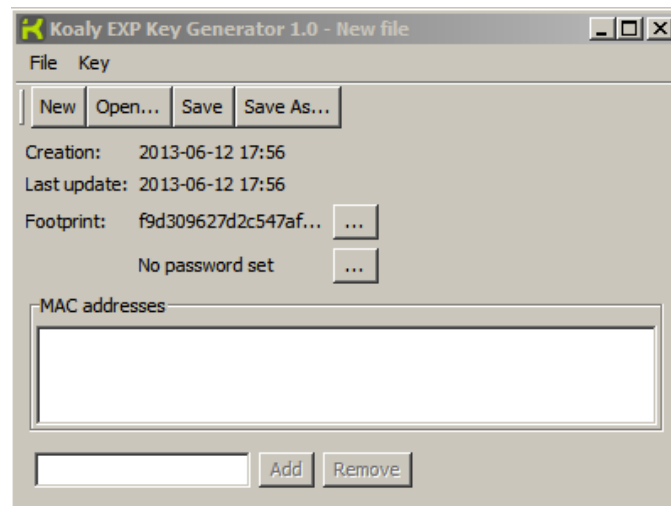 Koaly EXP Key Generator 1.0 - New file
File Key
New Open... Save Save As...
Creation: 2013-06-12 17:56
Last update: 2013-06-12 17:56
Footprint: f9d309627d2c547af... ...
No password set ...
MAC addresses
Add Remove